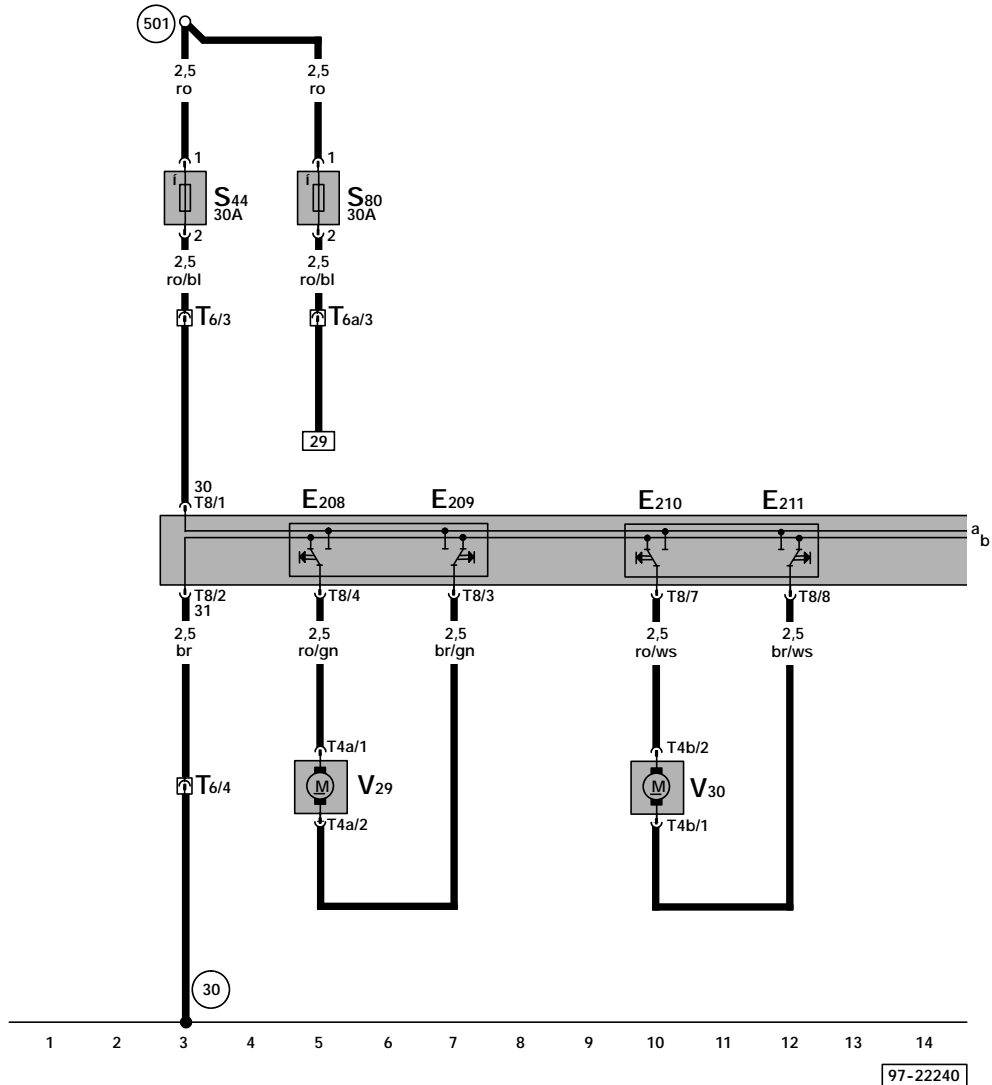 501
2,5 2,5
ro ro
1 1
S44 S80
30A 30A
2 2
2,5 2,5
ro/bl ro/bl
T6/3 T6a/3
29
30
T8/1
E208 E209 E210 E211
a
b
T8/2 T8/4 T8/3 T8/7 T8/8
31
2,5 2,5 2,5 2,5 2,5
br ro/gn br/gn ro/ws br/ws
T4a/1 T4b/2
T6/4 M V29 M V30
T4a/2 T4b/1
30
1 2 3 4 5 6 7 8 9 10 11 12 13 14
97-22240